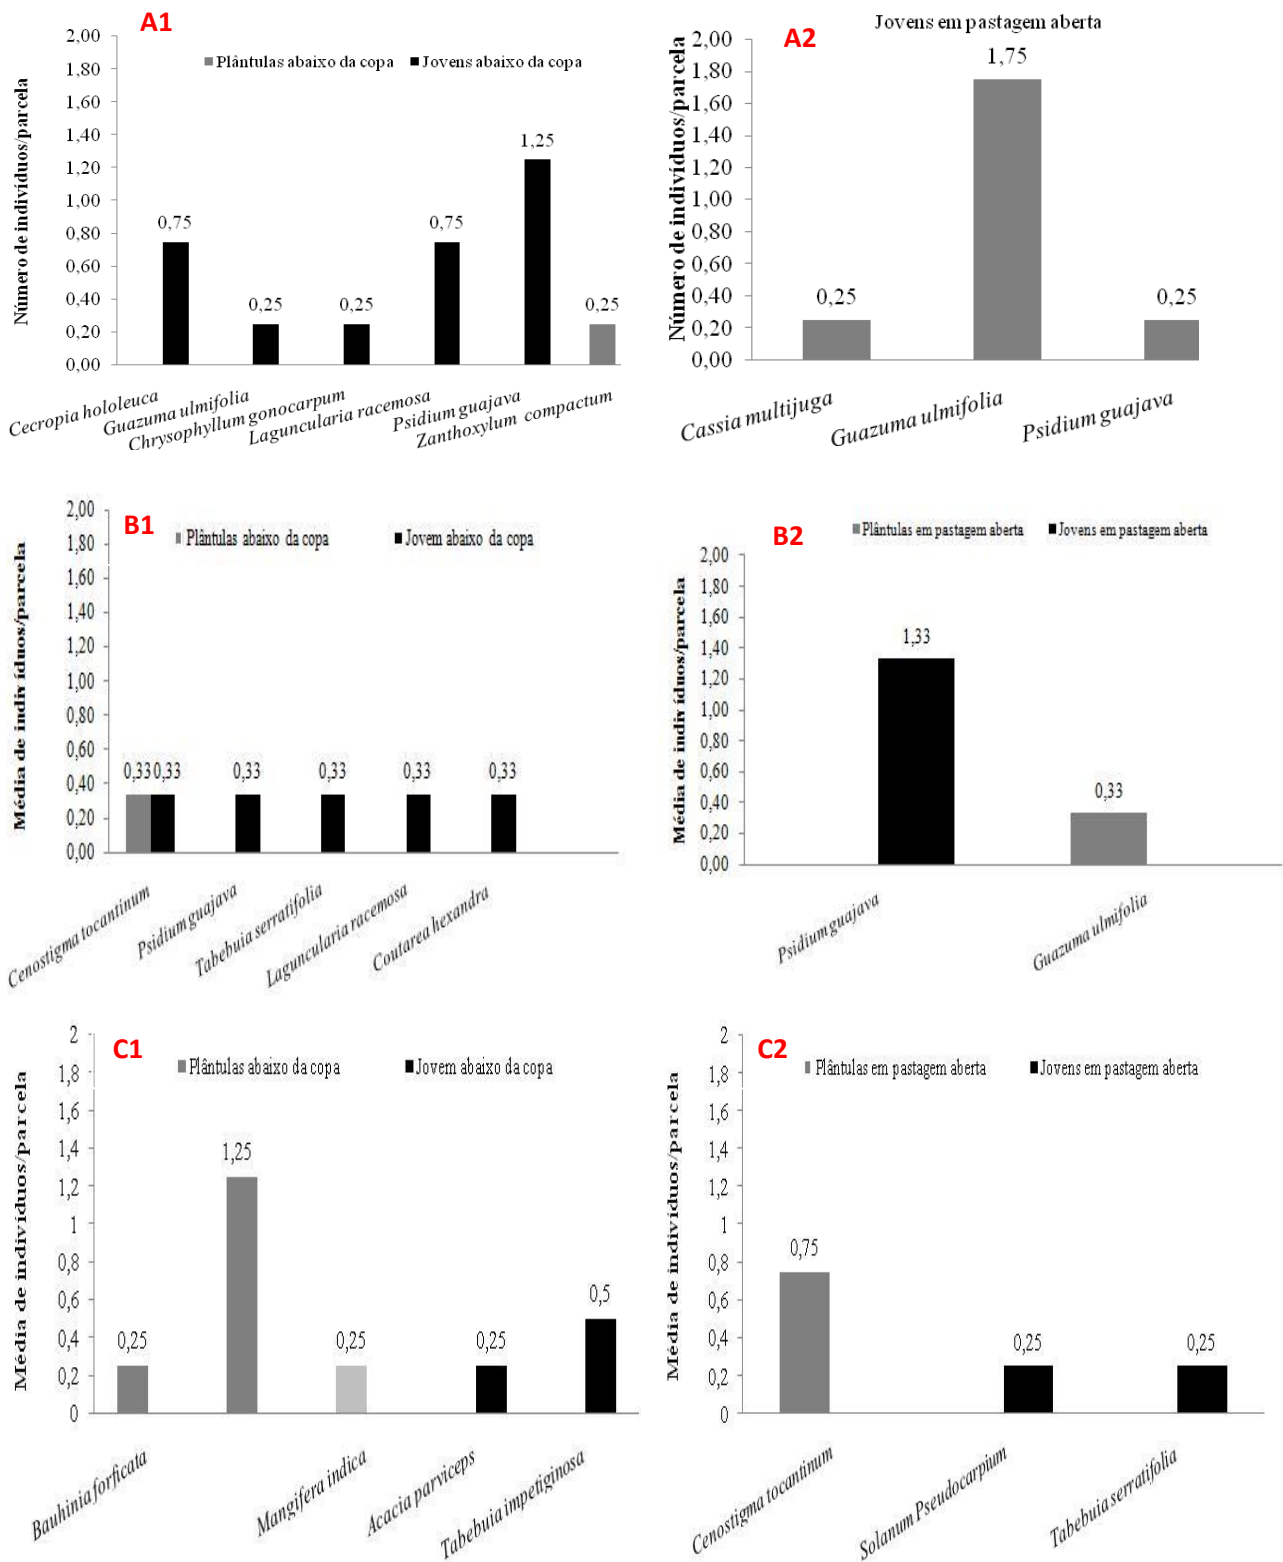 A1
Número de indivíduos/parcela
2,00
1,80
1,60
1,40
1,20
1,00
0,80
0,60
0,40
0,20
0,00
Plântulas abaixo da copa Jovens abaixo da copa
0,75
0,25
0,25
0,75
1,25
0,25
Cecropia hololeuca
Guazuma ulmifolia
Chrysophyllum gonocarpum
Laguncularia racemosa
Psidium guajava
Zanthoxylum compactum
A2
Jovens em pastagem aberta
Número de indivíduos/parcela
2,00
1,80
1,60
1,40
1,20
1,00
0,80
0,60
0,40
0,20
0,00
0,25
1,75
0,25
Cassia multijuga
Guazuma ulmifolia
Psidium guajava
B1
Média de indivíduos/parcela
2,00
1,80
1,60
1,40
1,20
1,00
0,80
0,60
0,40
0,20
0,00
Plântulas abaixo da copa Jovem abaixo da copa
0,33
0,33
0,33
0,33
0,33
0,33
Cenostigma tocantinum
Psidium guajava
Tabebuia serratifolia
Laguncularia racemosa
Coutarea hexandra
B2
Plântulas em pastagem aberta Jovens em pastagem aberta
Média de indivíduos/parcela
2,00
1,80
1,60
1,40
1,20
1,00
0,80
0,60
0,40
0,20
0,00
1,33
0,33
Psidium guajava
Guazuma ulmifolia
C1
Média de indivíduos/parcela
2
1,8
1,6
1,4
1,2
1
0,8
0,6
0,4
0,2
0
Plântulas abaixo da copa Jovem abaixo da copa
0,25
1,25
0,25
0,25
0,5
Bauhinia forficata
Mangifera indica
Acacia parviceps
Tabebuia impetiginosa
C2
Média de indivíduos/parcela
2
1,8
1,6
1,4
1,2
1
0,8
0,6
0,4
0,2
0
Plântulas em pastagem aberta Jovens em pastagem aberta
0,75
0,25
0,25
Cenostigma tocantinum
Solanum Pseudocarpium
Tabebuia serratifolia